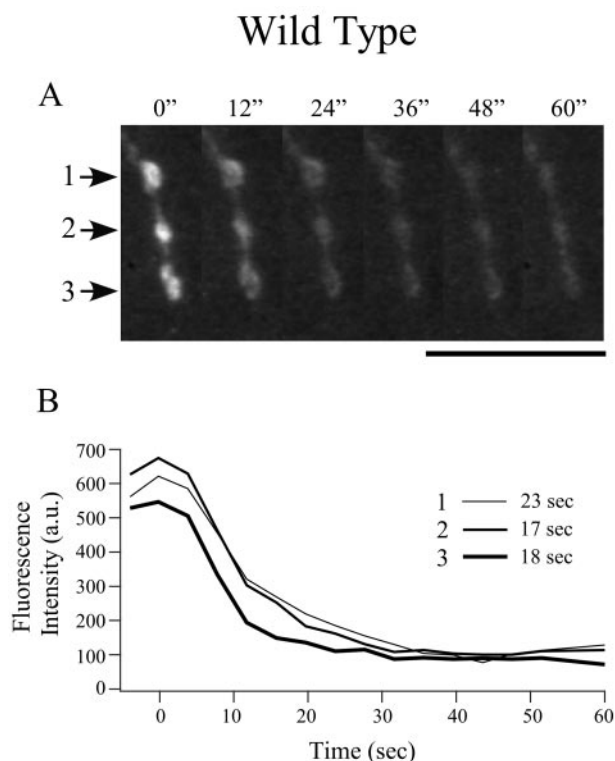 Wild Type
A
0” 12” 24” 36” 48” 60”
1
2
3
B
Fluorescence
Intensity (a.u.)
700
600
500
400
300
200
100
0
1 23 sec
2 17 sec
3 18 sec
0 10 20 30 40 50 60
Time (sec)